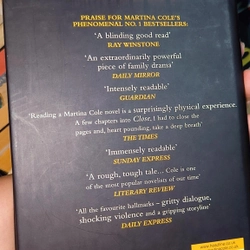 PRAISE FOR MARTINA COLE'S
PHENOMENAL NO. 1 BESTSELLERS:
'A blinding good read'
RAY WINSTONE
'An extraordinarily powerful
piece of family drama'
DAILY MIRROR
'Intensely readable'
GUARDIAN
'Reading a Martina Cole novel is a surprisingly physical experience.
A few chapters into Close, I had to close the
pages and, heart pounding, take a deep breath'
THE TIMES
'Immensely readable'
SUNDAY EXPRESS
'A rough, tough tale... Cole is one
of the most popular novelists of our time'
LITERARY REVIEW
'All the favourite hallmarks – gritty dialogue,
shocking violence and a gripping storyline'
DAILY EXPRESS